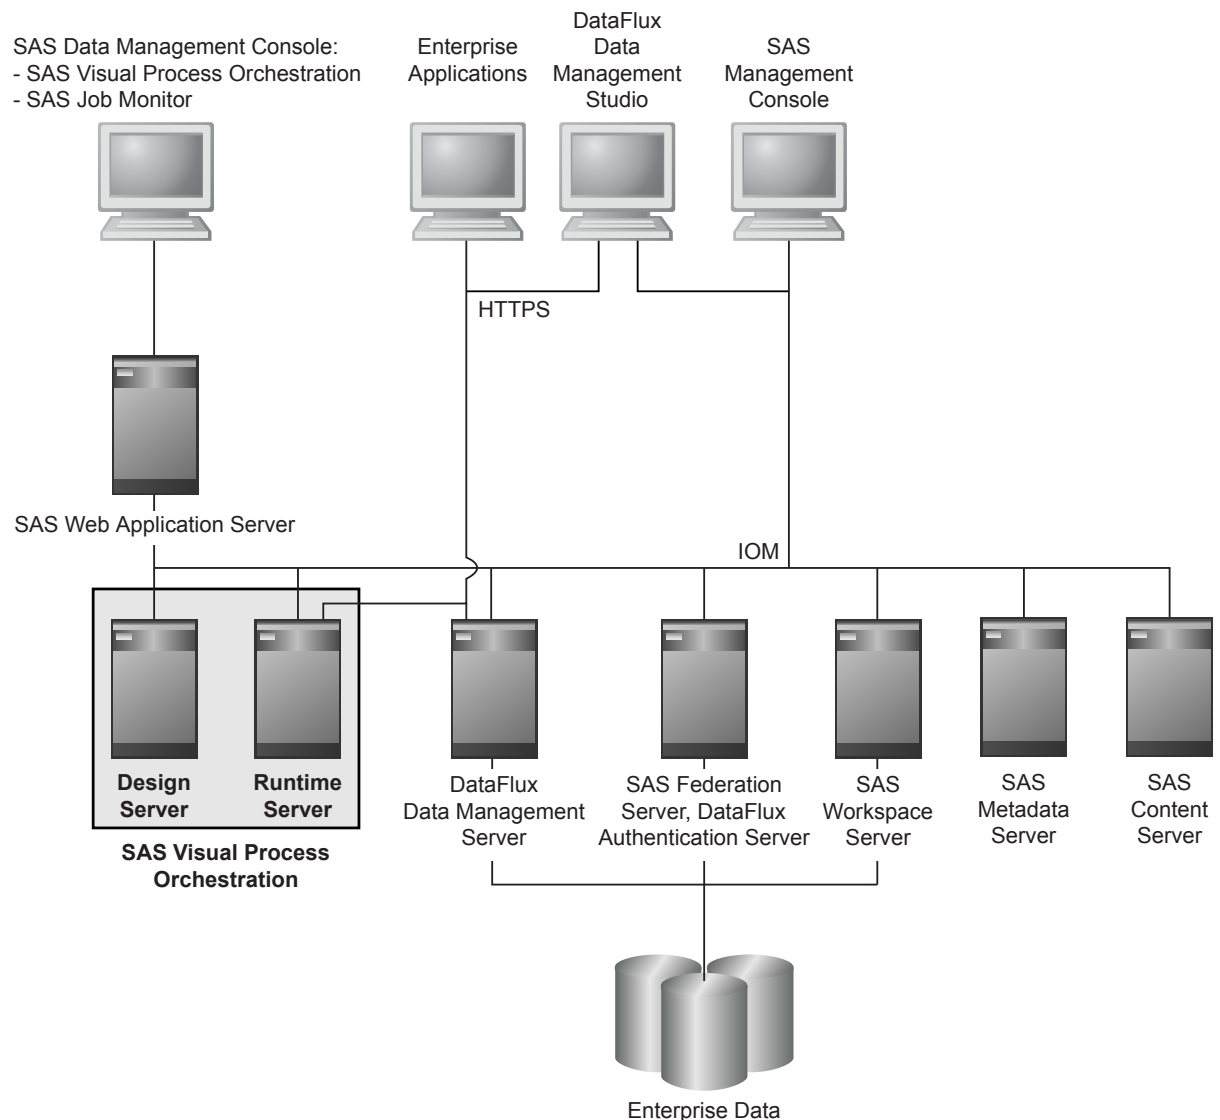 SAS Data Management Console:
- SAS Visual Process Orchestration
- SAS Job Monitor
Enterprise
Applications
DataFlux
Data
Management
Studio
SAS
Management
Console
HTTPS
SAS Web Application Server
IOM
Design
Server
Runtime
Server
SAS Visual Process
Orchestration
DataFlux
Data Management
Server
SAS Federation
Server, DataFlux
Authentication Server
SAS
Workspace
Server
SAS
Metadata
Server
SAS
Content
Server
Enterprise Data